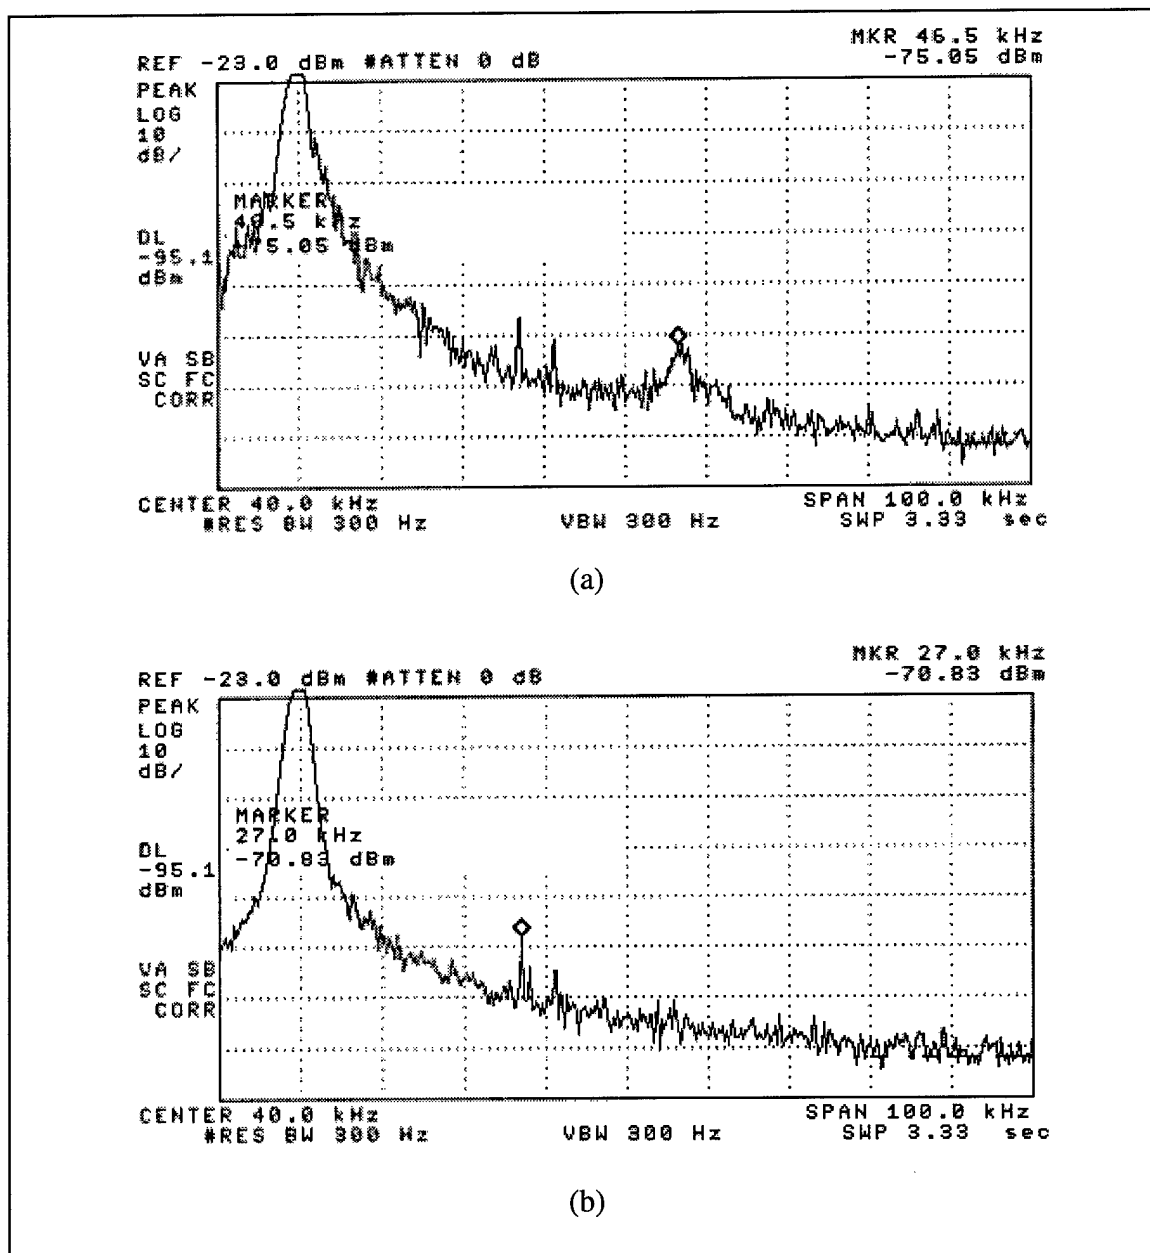 MKR 46.5 kHz
REF -23.0 dBm #ATTEN 0 dB -75.05 dBm
PEAK
LOG
10
dB/
MARKER
46.5 kHz
-75.05 dBm
DL
-95.1
dBm
VA SB
SC FC
CORR
CENTER 40.0 kHz SPAN 100.0 kHz
#RES BW 300 Hz VBW 300 Hz SWP 3.33 sec
(a)
MKR 27.0 kHz
REF -23.0 dBm #ATTEN 0 dB -70.83 dBm
PEAK
LOG
10
dB/
MARKER
27.0 kHz
-70.83 dBm
DL
-95.1
dBm
VA SB
SC FC
CORR
CENTER 40.0 kHz SPAN 100.0 kHz
#RES BW 300 Hz VBW 300 Hz SWP 3.33 sec
(b)